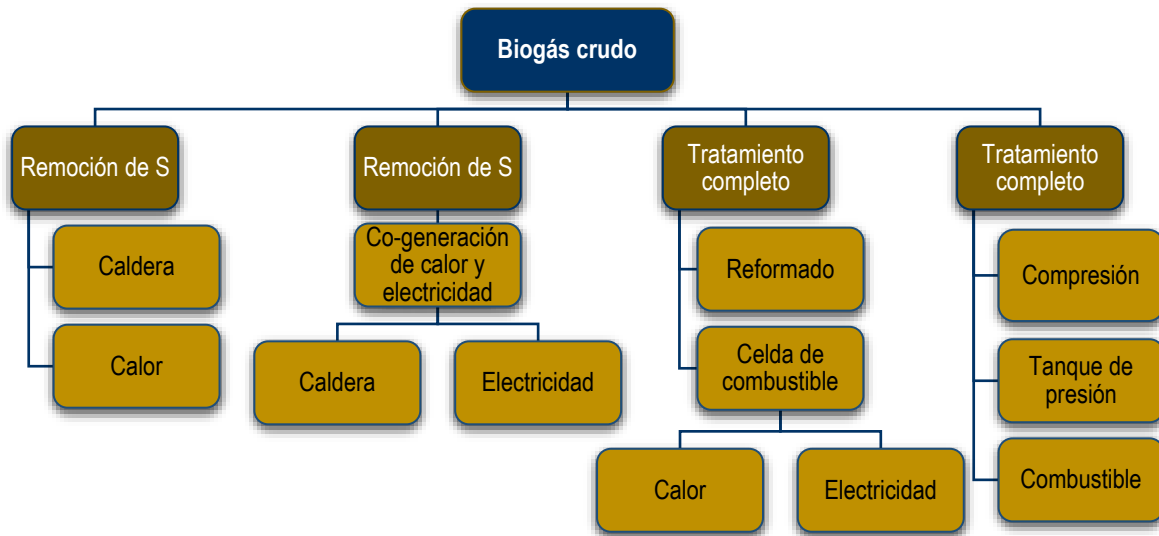 Biogás crudo
Remoción de S
Caldera
Calor
Remoción de S
Co-generación
de calor y
electricidad
Caldera
Electricidad
Tratamiento
completo
Reformado
Celda de
combustible
Calor
Electricidad
Tratamiento
completo
Compresión
Tanque de
presión
Combustible